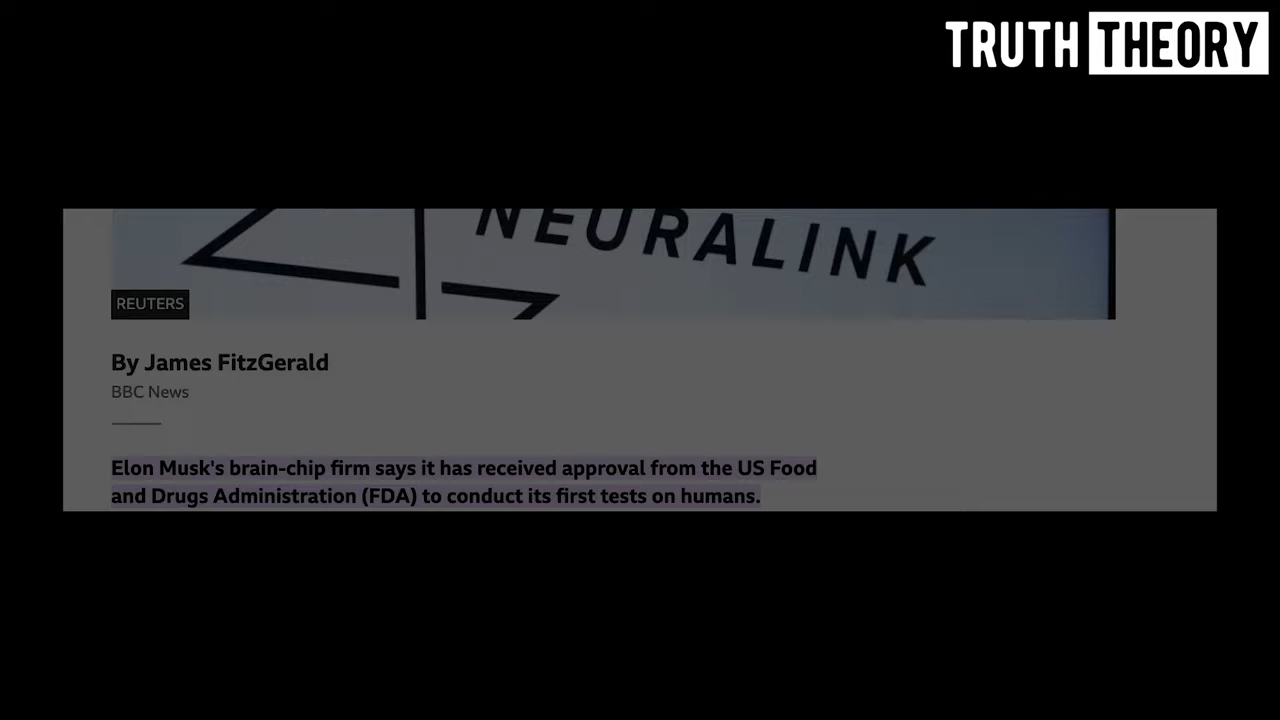 TRUTH THEORY
NEURALINK
REUTERS
By James FitzGerald
BBC News
Elon Musk's brain-chip firm says it has received approval from the US Food
and Drugs Administration (FDA) to conduct its first tests on humans.